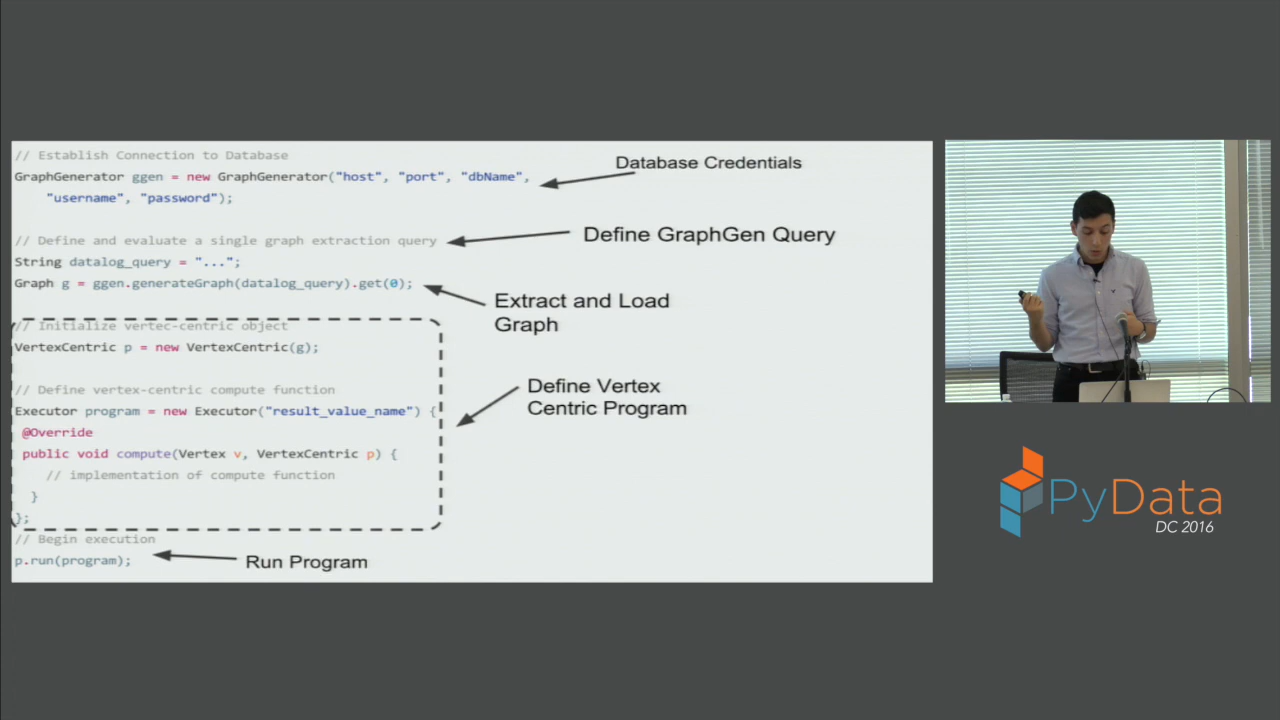 // Establish Connection to Database
GraphGenerator ggen = new GraphGenerator("host", "port", "dbName",
"username", "password");
Database Credentials
// Define and evaluate a single graph extraction query
Define GraphGen Query
String datalog_query = "...";
Graph g = ggen.generateGraph(datalog_query).get(0);
Extract and Load
Graph
// Initialize vertec-centric object
VertexCentric p = new VertexCentric(g);
// Define vertex-centric compute function
Executor program = new Executor("result_value_name") {
@Override
public void compute(Vertex v, VertexCentric p) {
// implementation of compute function
}
};
Define Vertex
Centric Program
// Begin execution
p.run(program);
Run Program
PyData
DC 2016